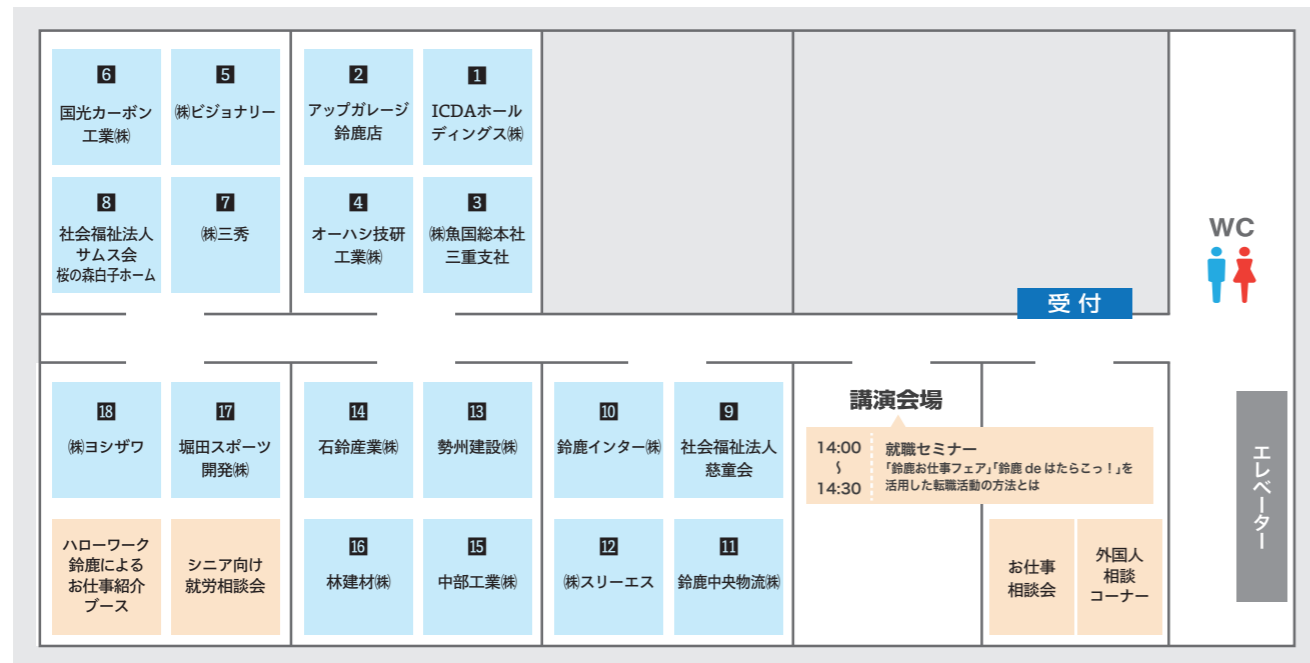 6
国光カーボン
工業㈱
5
㈱ビジョナリー
2
アップガレージ
鈴鹿店
1
ICDAホール
ディングス㈱
8
社会福祉法人
サムス会
桜の森白子ホーム
7
㈱三秀
4
オーハシ技研
工業㈱
3
㈱魚国総本社
三重支社
WC
受付
18
㈱ヨシザワ
17
堀田スポーツ
開発㈱
14
石鈴産業㈱
13
勢州建設㈱
10
鈴鹿インター㈱
9
社会福祉法人
慈童会
講演会場
14:00
〜
14:30
就職セミナー
「鈴鹿お仕事フェア」「鈴鹿 de はたらこっ!」を
活用した転職活動の方法とは
エレベーター
ハローワーク
鈴鹿による
お仕事紹介
ブース
シニア向け
就労相談会
16
林建材㈱
15
中部工業㈱
12
㈱スリーエス
11
鈴鹿中央物流㈱
お仕事
相談会
外国人
相談
コーナー